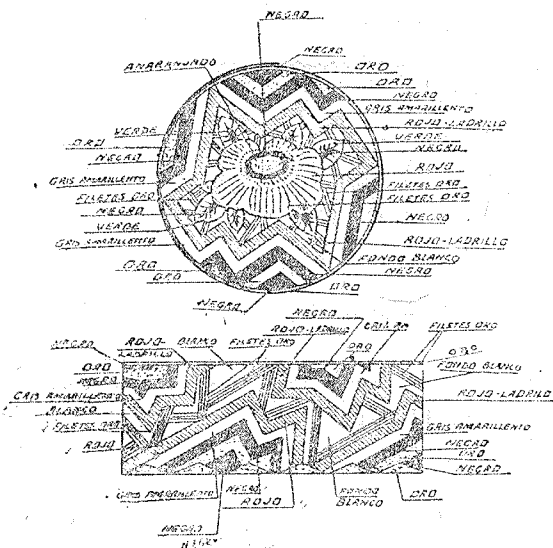 NEGRO
NEGRO
ORO
ANARANJADO
ORO
NEGRO
GRIS AMARILLENTO
ROJO-LADRILLO
VERDE
VERDE
ORO
NEGRO
NEGRO
ROJO
GRIS AMARILLENTO
FILETES ORO
FILETES ORO
FILETES ORO
NEGRO
NEGRO
VERDE
ROJO-LADRILLO
GRIS AMARILLENTO
FONDO BLANCO
ORO
NEGRO
ORO
ORO
NEGRO
NEGRO
ROJO-LADRILLO
GRIS AM
FILETES ORO
NEGRO
ROJO-
LADRILLO
BLANCO
FILETES ORO
ORO
ORO
ORO
FONDO BLANCO
NEGRO
GRIS AMARILLENTO
ROJO-LADRILLO
BLANCO
FILETES ORO
GRIS AMARILLENTO
ROJO
NEGRO
ORO
NEGRO
GRIS AMARILLENTO
NEGRO
ROJO
FONDO
BLANCO
ORO
NEGRO